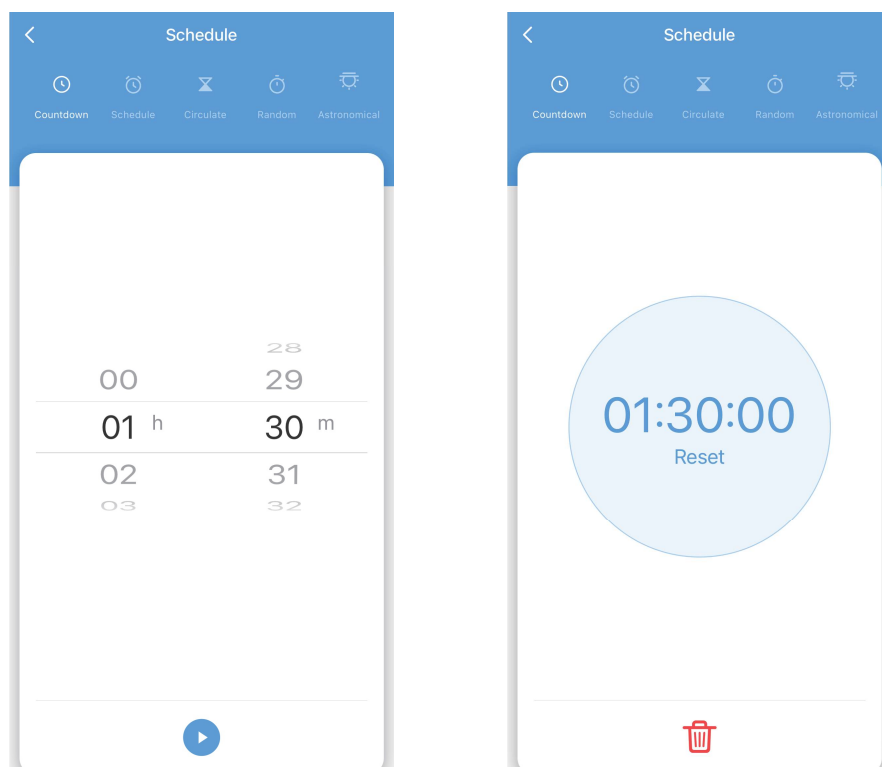 Schedule
Countdown Schedule Circulate Random Astronomical
28
00 29
01 h 30 m
02 31
03 32
Schedule
Countdown Schedule Circulate Random Astronomical
01:30:00
Reset